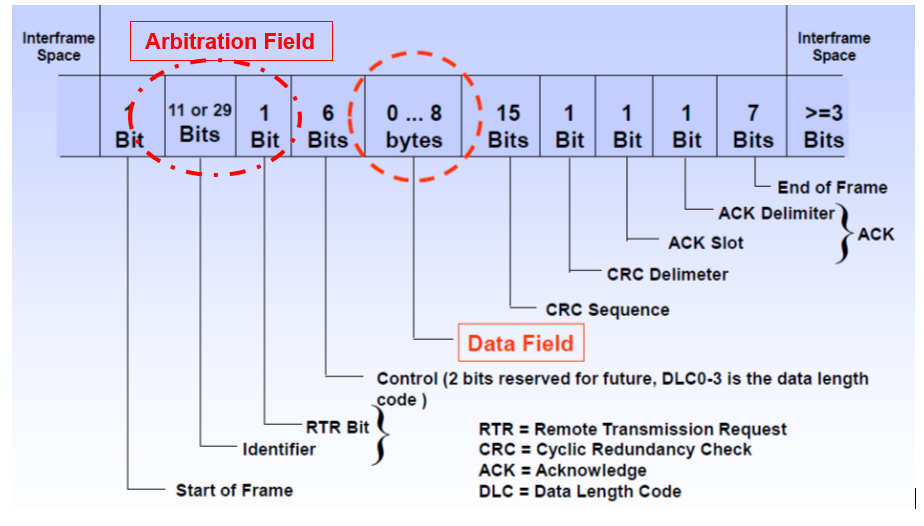 Interframe
Space
Arbitration Field
Interframe
Space
1
Bit
11 or 29
Bits
1
Bit
6
Bits
0 ... 8
bytes
15
Bits
1
Bit
1
Bit
1
Bit
7
Bits
>=3
Bits
End of Frame
ACK Delimiter
ACK
ACK Slot
CRC Delimeter
CRC Sequence
Data Field
Control (2 bits reserved for future, DLC0-3 is the data length
code )
RTR Bit
Identifier
Start of Frame
RTR = Remote Transmission Request
CRC = Cyclic Redundancy Check
ACK = Acknowledge
DLC = Data Length Code